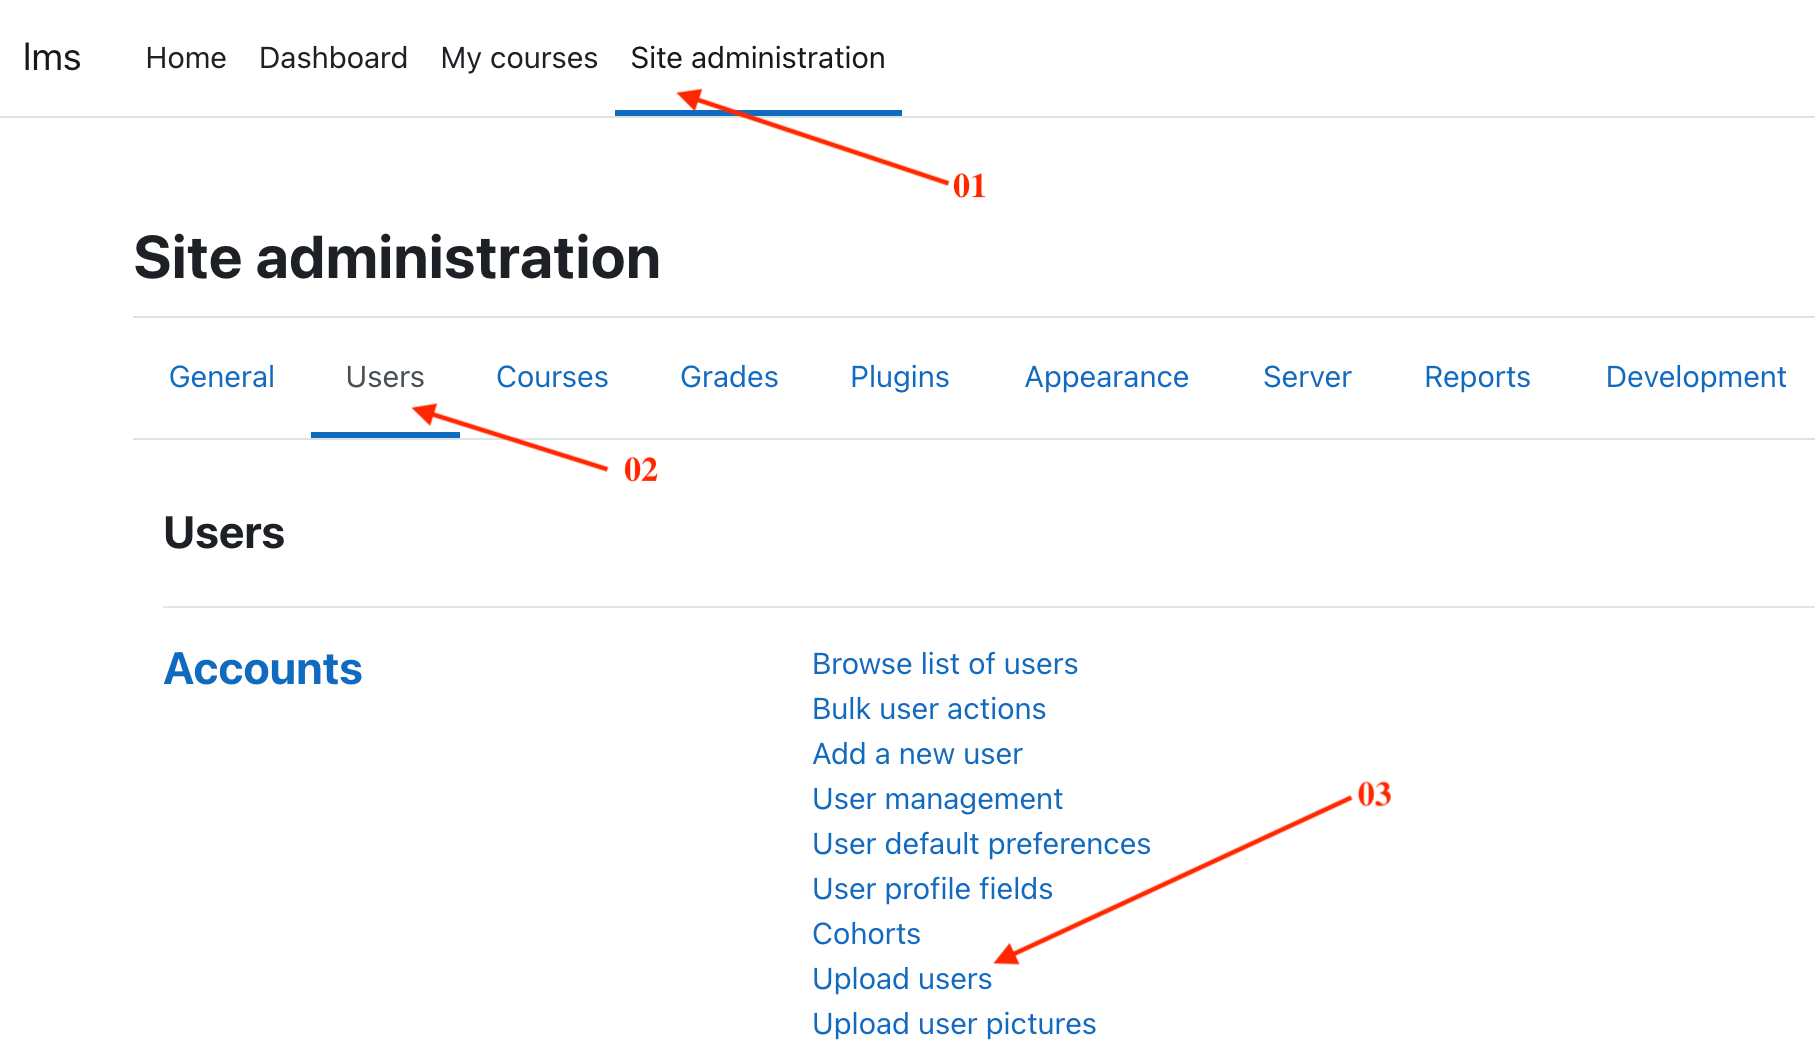 lms Home Dashboard My courses Site administration
01
Site administration
General Users Courses Grades Plugins Appearance Server Reports Development
02
Users
Accounts
Browse list of users
Bulk user actions
Add a new user
User management
03
User default preferences
User profile fields
Cohorts
Upload users
Upload user pictures